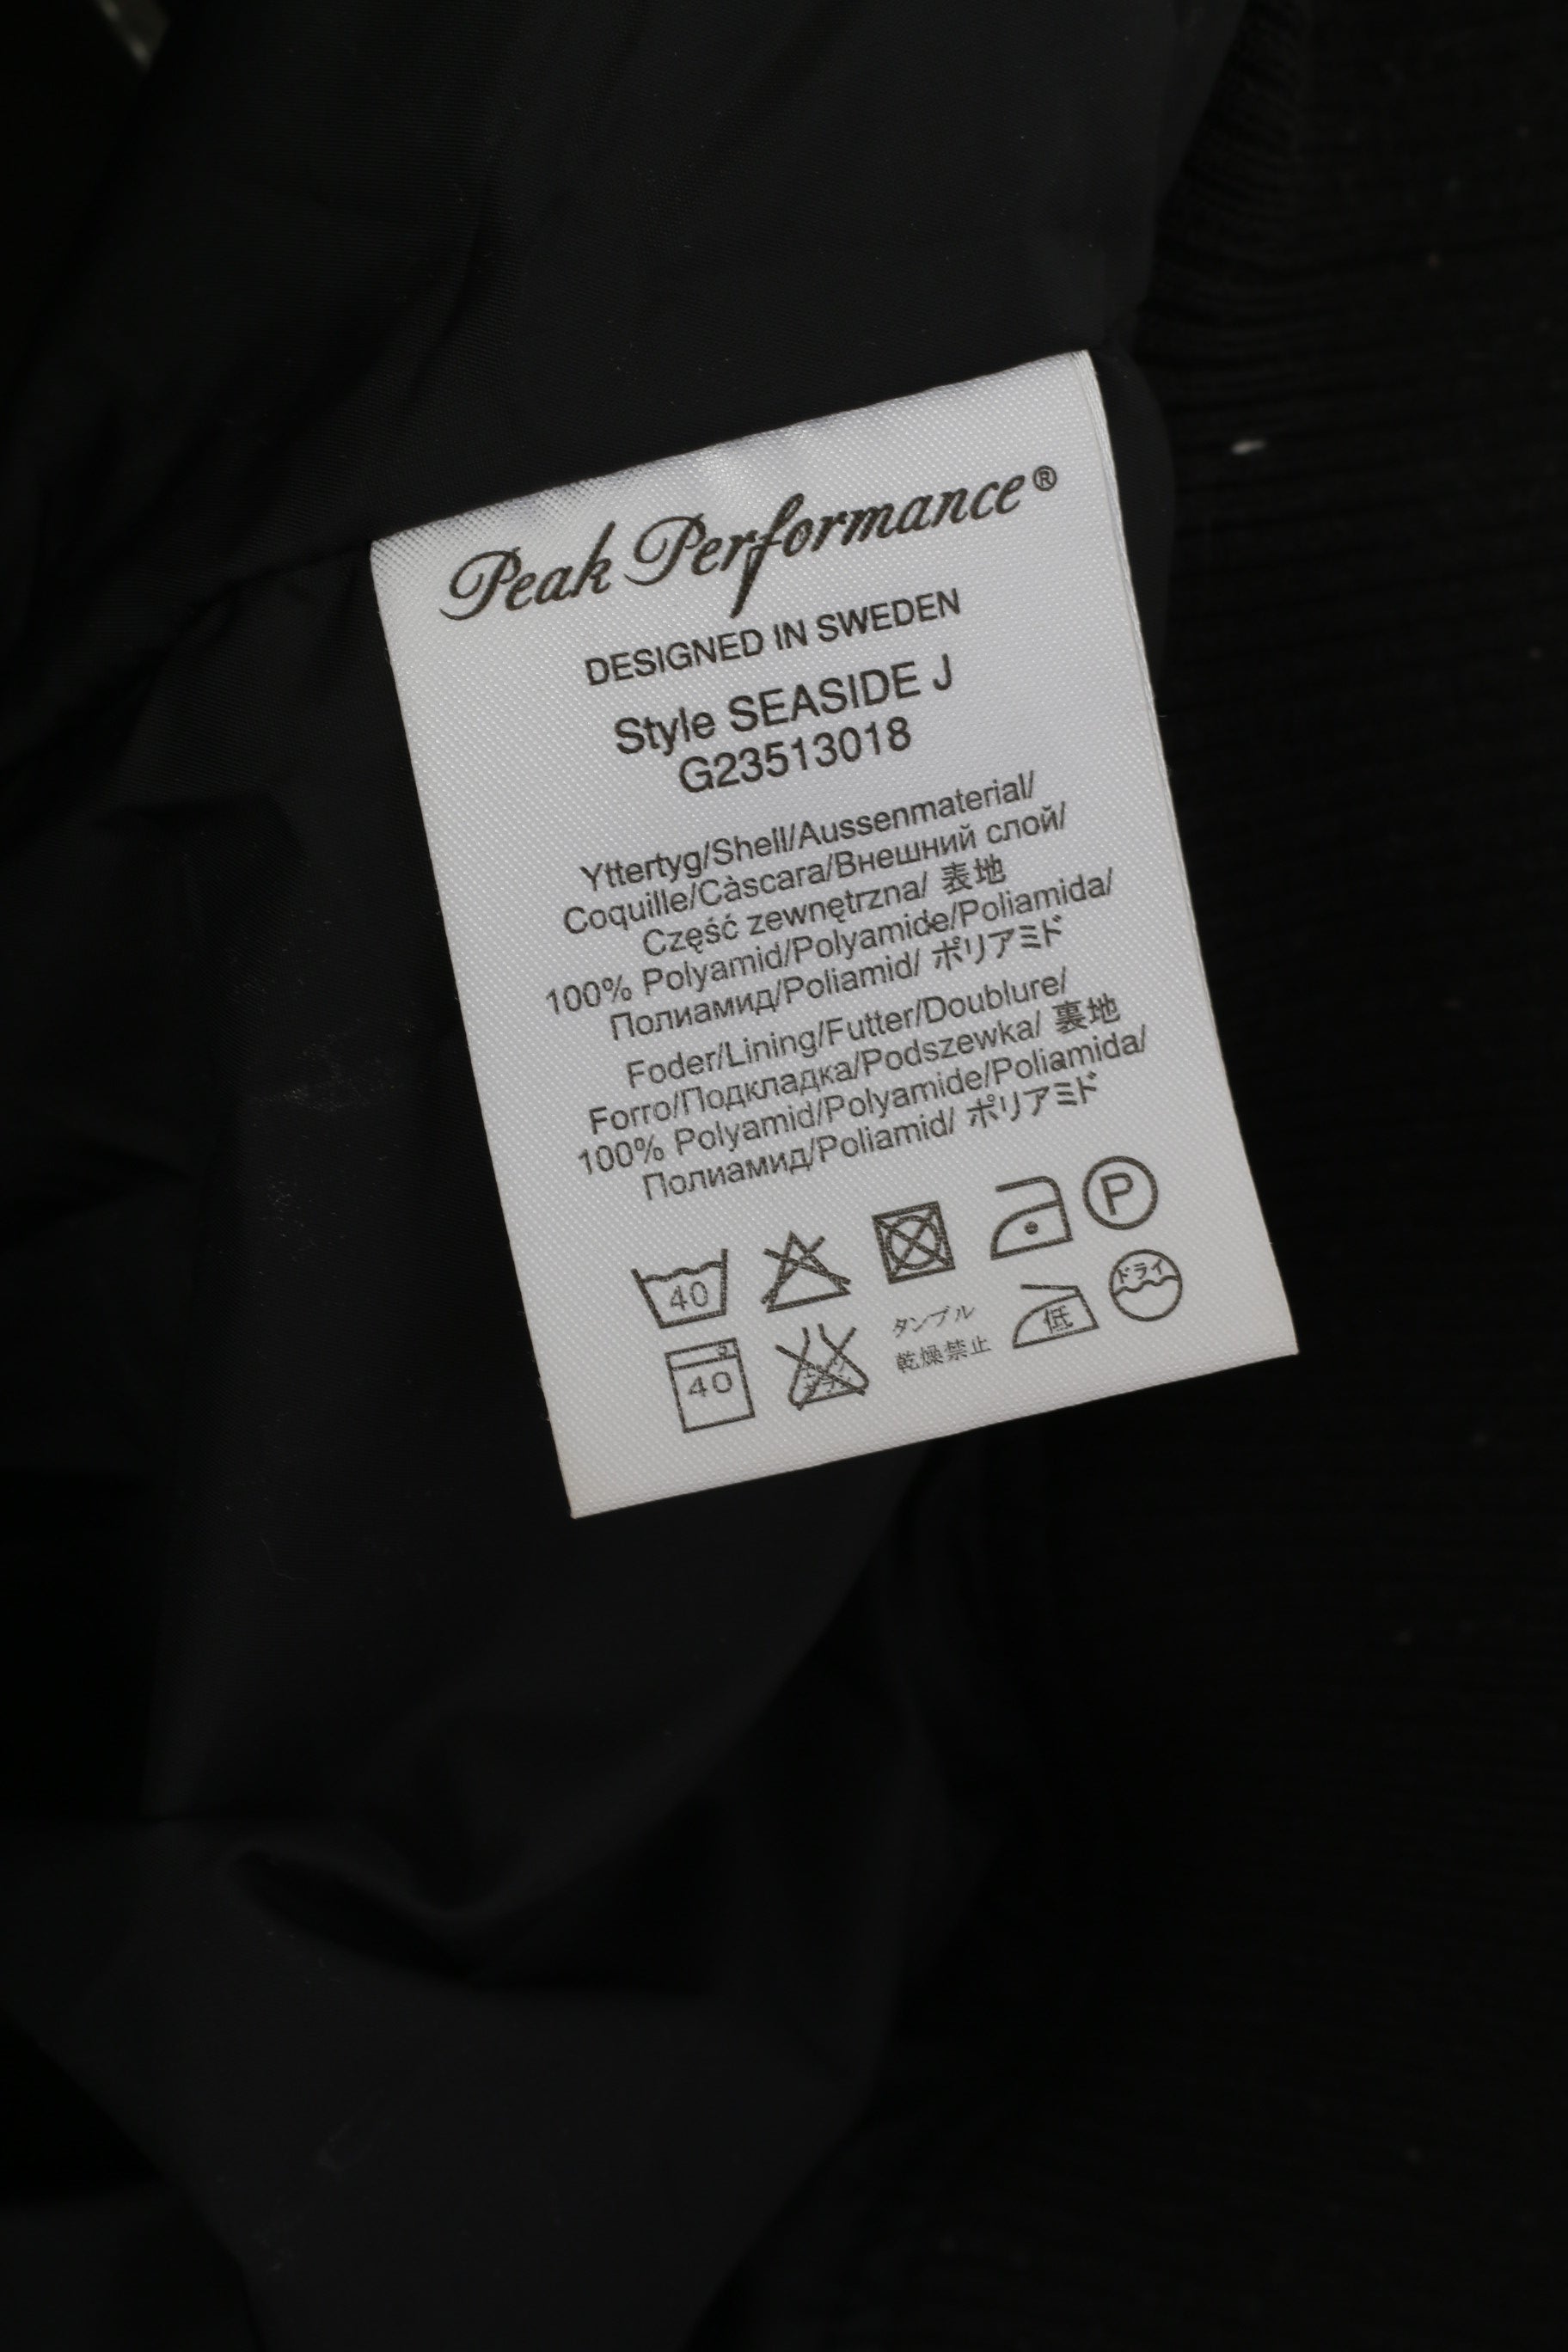 Peak Performance®
DESIGNED IN SWEDEN
Style SEASIDE J
G23513018
Yttertyg/Shell/Aussenmaterial/
Coquille/Càscara/Внешний слой/
Część zewnętrzna/ 表地
100% Polyamid/Polyamide/Poliamida/
Полиамид/Poliamid/ ポリアミド
Foder/Lining/Futter/Doublure/
Forro/Подкладка/Podszewka/ 裏地
100% Polyamid/Polyamide/Poliamida/
Полиамид/Poliamid/ ポリアミド
40 P
40 タンブル 低 ドライ
乾燥禁止